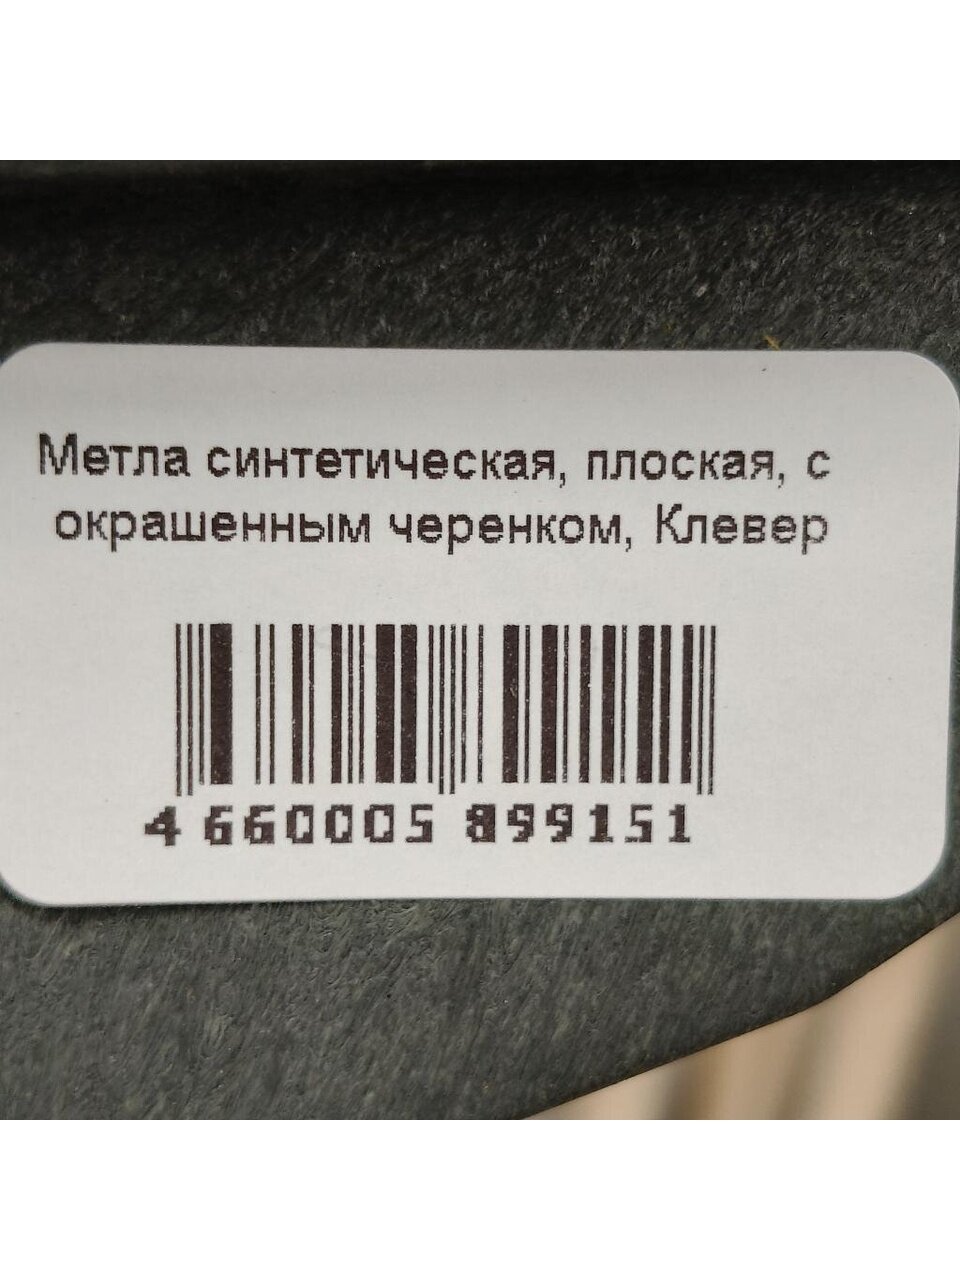 Метла синтетическая, плоская, с
окрашенным черенком, Клевер
4 660005 899151